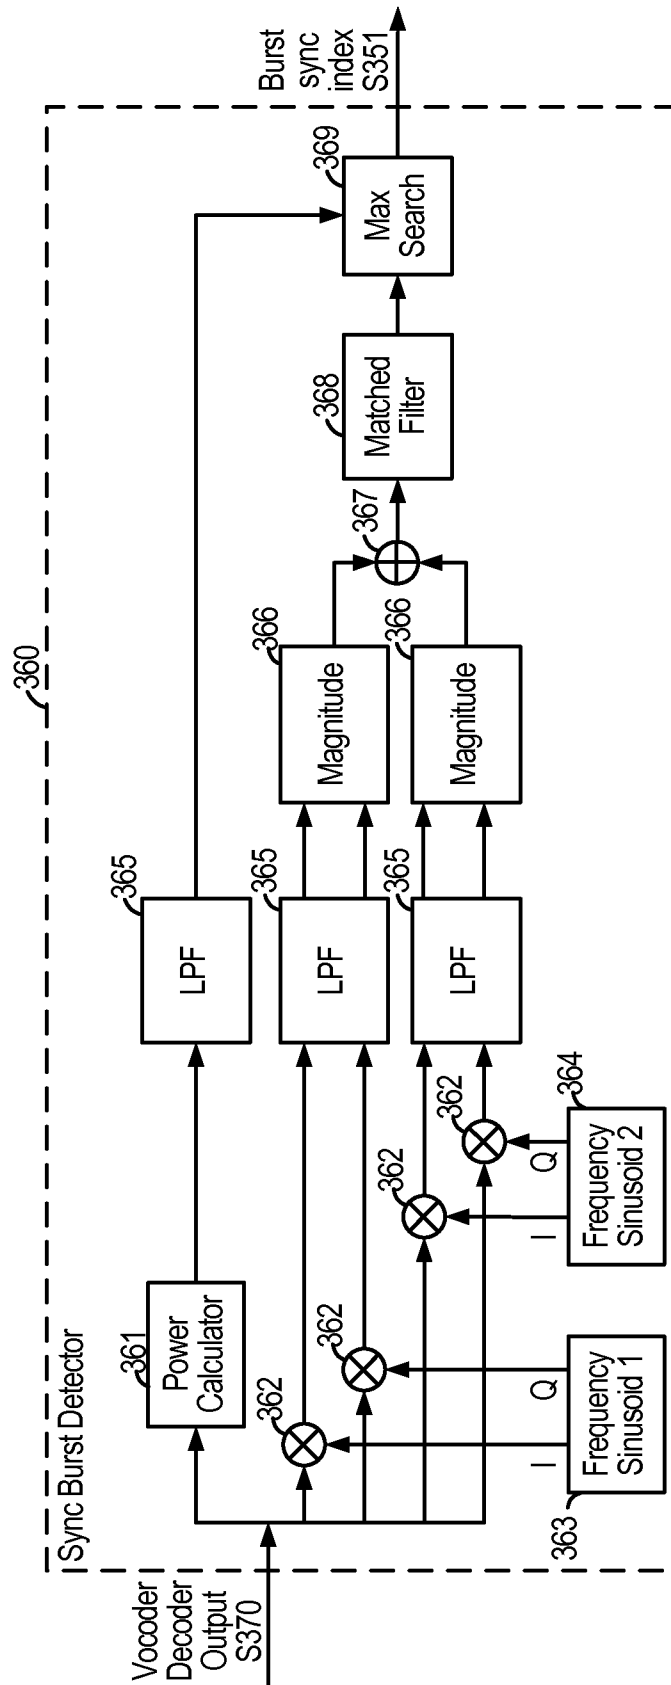 Vocoder
Decoder
Output
S370
360
Sync Burst Detector
361
Power
Calculator
362
362
362
362
363
Frequency
Sinusoid 1
I
Q
364
Frequency
Sinusoid 2
I
Q
365
LPF
365
LPF
365
LPF
366
Magnitude
366
Magnitude
367
368
Matched
Filter
369
Max
Search
Burst
sync
index
S351